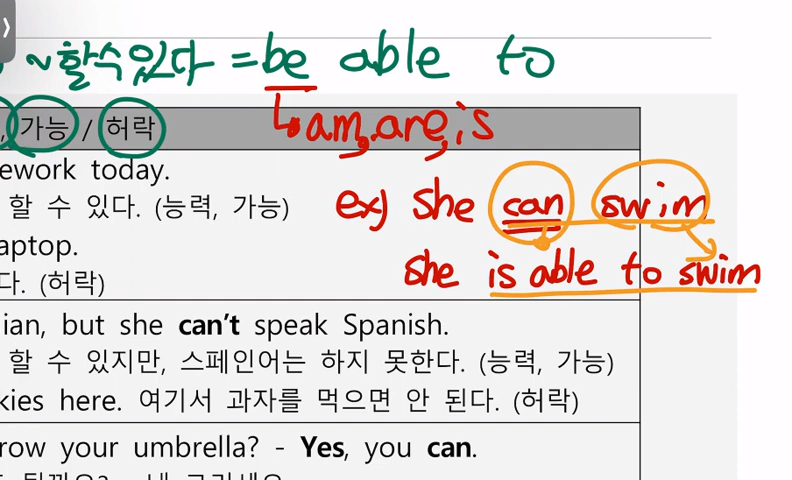 ~할수있다 = be able to
가능 / 허락
↳ am, are, is
ework today.
할 수 있다. (능력, 가능)
ex) she can swim
aptop.
she is able to swim
다. (허락)
ian, but she can't speak Spanish.
할 수 있지만, 스페인어는 하지 못한다. (능력, 가능)
kies here. 여기서 과자를 먹으면 안 된다. (허락)
row your umbrella? - Yes, you can.